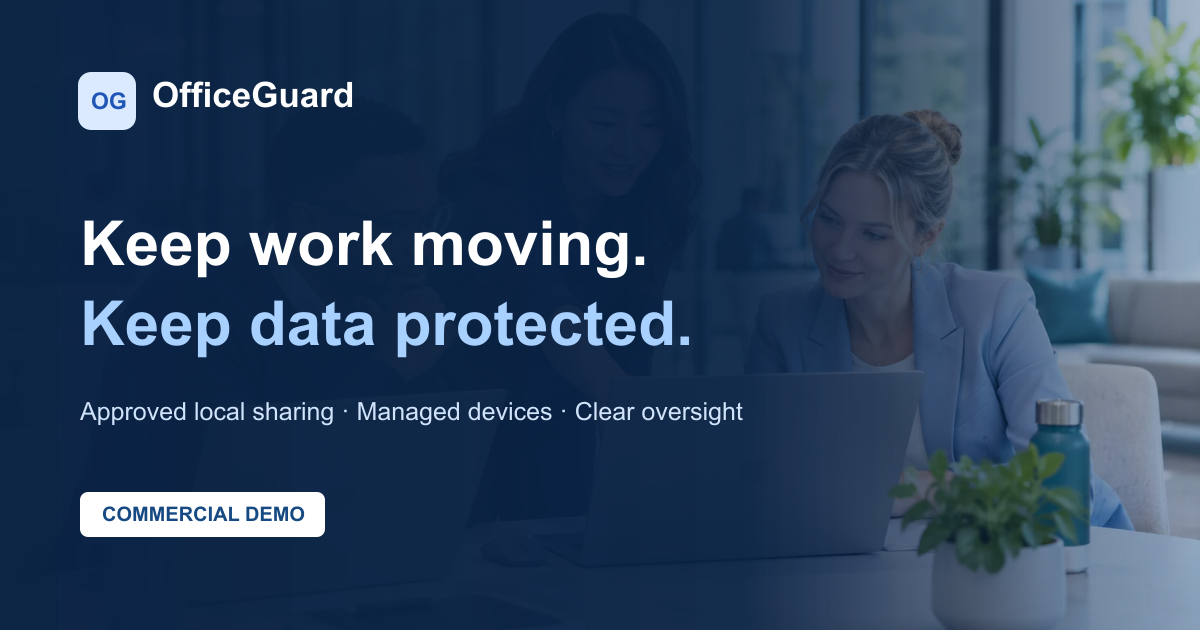 OG OfficeGuard
Keep work moving.
Keep data protected.
Approved local sharing · Managed devices · Clear oversight
COMMERCIAL DEMO